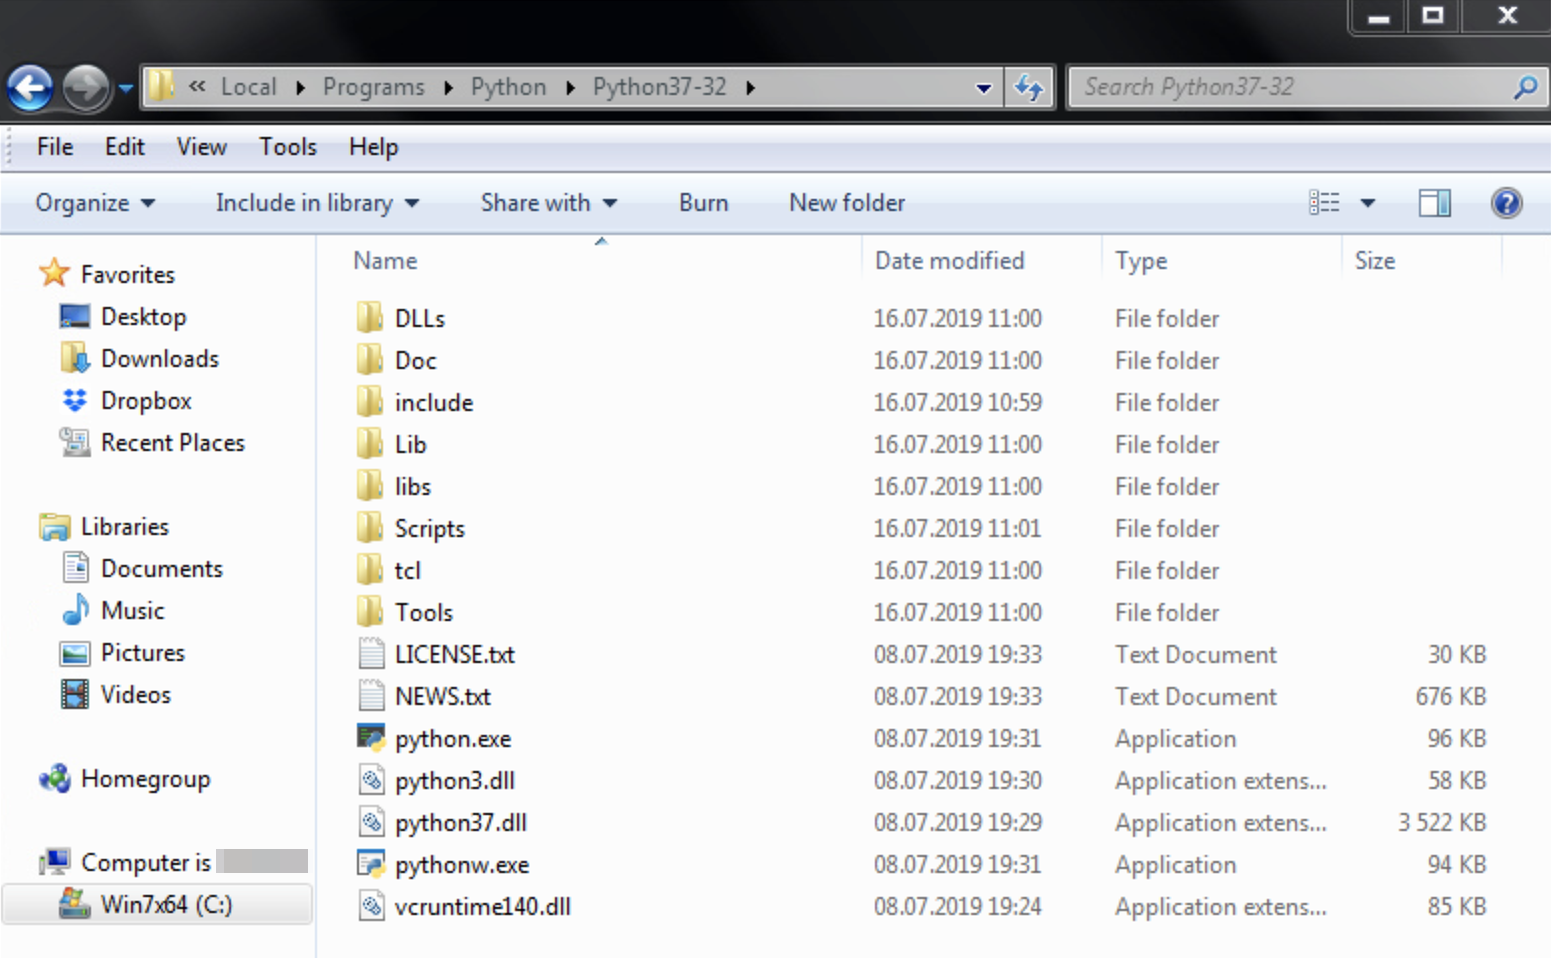 « Local ▸ Programs ▸ Python ▸ Python37-32 ▸ Search Python37-32
File Edit View Tools Help
Organize Include in library Share with Burn New folder
Name Date modified Type Size
Favorites
Desktop
Downloads
Dropbox
Recent Places
Libraries
Documents
Music
Pictures
Videos
Homegroup
Computer is
Win7x64 (C:)
DLLs 16.07.2019 11:00 File folder
Doc 16.07.2019 11:00 File folder
include 16.07.2019 10:59 File folder
Lib 16.07.2019 11:00 File folder
libs 16.07.2019 11:00 File folder
Scripts 16.07.2019 11:01 File folder
tcl 16.07.2019 11:00 File folder
Tools 16.07.2019 11:00 File folder
LICENSE.txt 08.07.2019 19:33 Text Document 30 KB
NEWS.txt 08.07.2019 19:33 Text Document 676 KB
python.exe 08.07.2019 19:31 Application 96 KB
python3.dll 08.07.2019 19:30 Application extens... 58 KB
python37.dll 08.07.2019 19:29 Application extens... 3 522 KB
pythonw.exe 08.07.2019 19:31 Application 94 KB
vcruntime140.dll 08.07.2019 19:24 Application extens... 85 KB